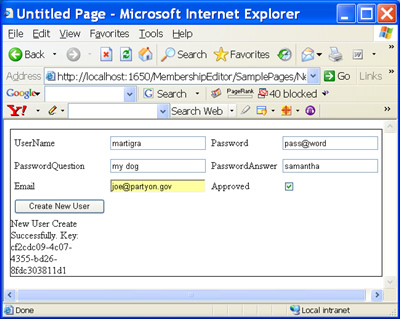 Untitled Page - Microsoft Internet Explorer
File Edit View Favorites Tools Help
Back Search Favorites
Address http://localhost:1650/MembershipEditor/SamplePages/Ne Go Links
Google Search PageRank 40 blocked
Y! Search Web
UserName martigra Password pass@word
PasswordQuestion my dog PasswordAnswer samantha
Email joe@partyon.gov Approved
Create New User
New User Create
Successfully. Key:
cf2cdc09-4c07-
4355-bd26-
8fdc303811d1
Done Local intranet